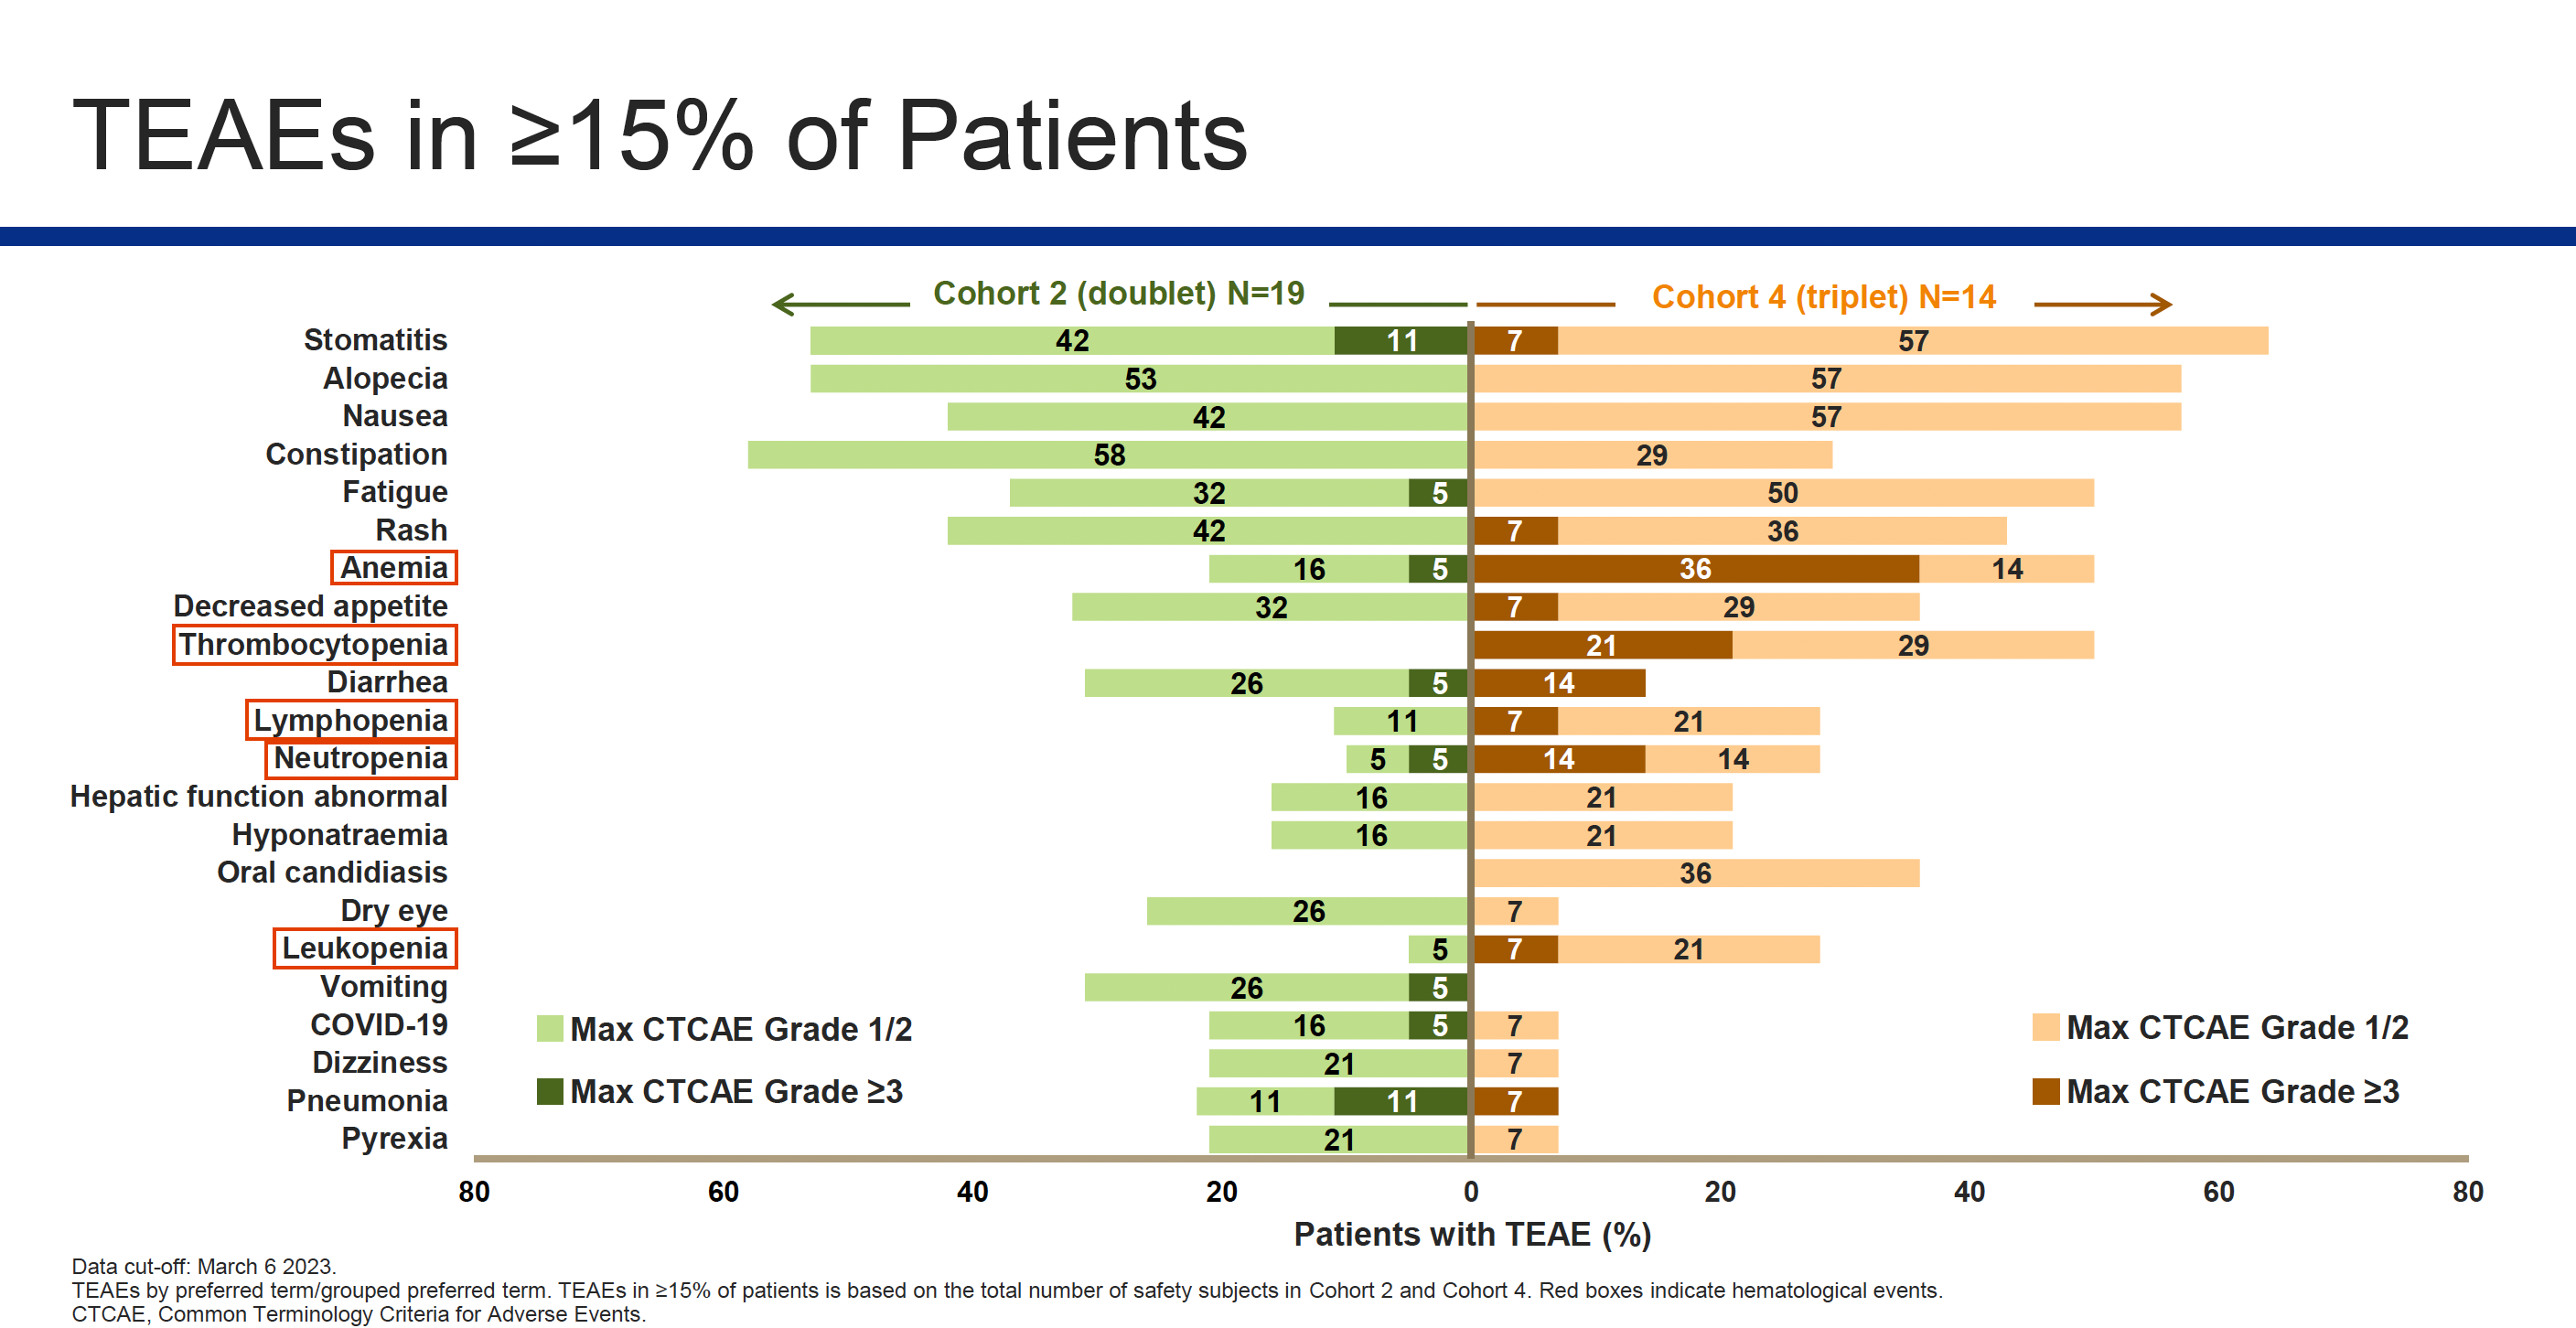 TEAEs in ≥15% of Patients
Cohort 2 (doublet) N=19
Cohort 4 (triplet) N=14
Stomatitis 42 11 7 57
Alopecia 53 57
Nausea 42 57
Constipation 58 29
Fatigue 32 5 50
Rash 42 7 36
Anemia 16 5 36 14
Decreased appetite 32 7 29
Thrombocytopenia 21 29
Diarrhea 26 5 14
Lymphopenia 11 7 21
Neutropenia 5 5 14 14
Hepatic function abnormal 16 21
Hyponatraemia 16 21
Oral candidiasis 36
Dry eye 26 7
Leukopenia 5 7 21
Vomiting 26 5
COVID-19 16 5 7
Dizziness 21 7
Pneumonia 11 11 7
Pyrexia 21 7
Max CTCAE Grade 1/2
Max CTCAE Grade ≥3
Max CTCAE Grade 1/2
Max CTCAE Grade ≥3
80 60 40 20 0 20 40 60 80
Patients with TEAE (%)
Data cut-off: March 6 2023.
TEAEs by preferred term/grouped preferred term. TEAEs in ≥15% of patients is based on the total number of safety subjects in Cohort 2 and Cohort 4. Red boxes indicate hematological events.
CTCAE, Common Terminology Criteria for Adverse Events.